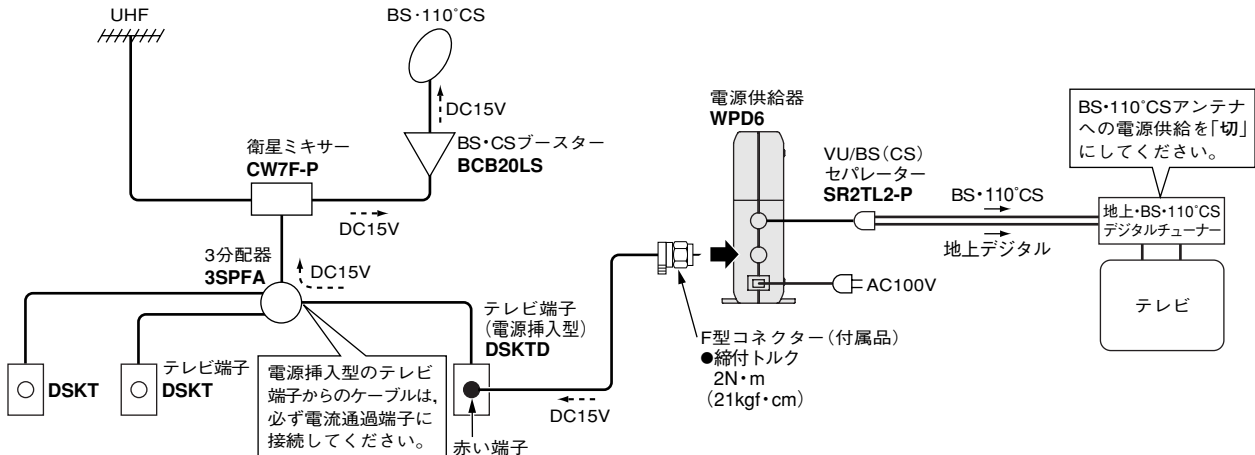 UHF
BS・110°CS
DC15V
BS・CSブースター
BCB20LS
衛星ミキサー
CW7F-P
DC15V
3分配器
3SPFA
DC15V
DSKT
テレビ端子
DSKT
電源挿入型のテレビ
端子からのケーブルは,
必ず電流通過端子に
接続してください。
テレビ端子
(電源挿入型)
DSKTD
赤い端子
DC15V
F型コネクター(付属品)
●締付トルク
2N・m
(21kgf・cm)
電源供給器
WPD6
AC100V
VU/BS(CS)
セパレーター
SR2TL2-P
BS・110°CS
地上デジタル
BS・110°CSアンテナ
への電源供給を「切」
にしてください。
地上・BS・110°CS
デジタルチューナー
テレビ